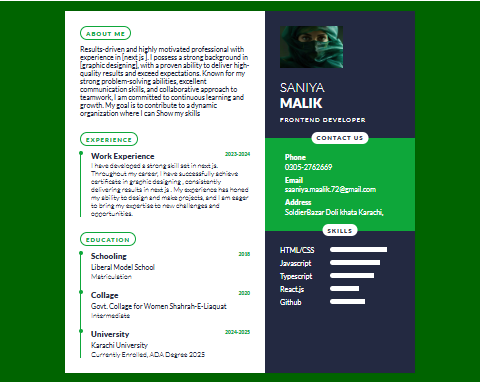 ABOUT ME
Results-driven and highly motivated professional with
experience in [next js ]. I possess a strong background in
[graphic designing], with a proven ability to deliver high-
quality results and exceed expectations. Known for my
strong problem-solving abilities, excellent
communication skills, and collaborative approach to
teamwork, I am committed to continuous learning and
growth. My goal is to contribute to a dynamic
organization where I can Show my skills
EXPERIENCE
Work Experience 2023-2024
I have developed a strong skill set in next js.
Throughout my career, I have successfully achieve
certificate in graphic designing , consistently
delivering results in next js . My experience has honed
my ability to design and make projects, and I am eager
to bring my expertise to new challenges and
opportunities.
EDUCATION
Schooling 2018
Liberal Model School
Matriculation
Collage 2020
Govt. Collage for Women Shahrah-E-Liaquat
Intermediate
University 2024-2025
Karachi University
Currently Enrolled, ADA Degree 2025
SANIYA
MALIK
FRONTEND DEVELOPER
CONTACT US
Phone
0305-2762669
Email
saaniya.maalik.72@gmail.com
Address
SoldierBazar Doli khata Karachi,
SKILLS
HTML/CSS
Javascript
Typescript
React.js
Github